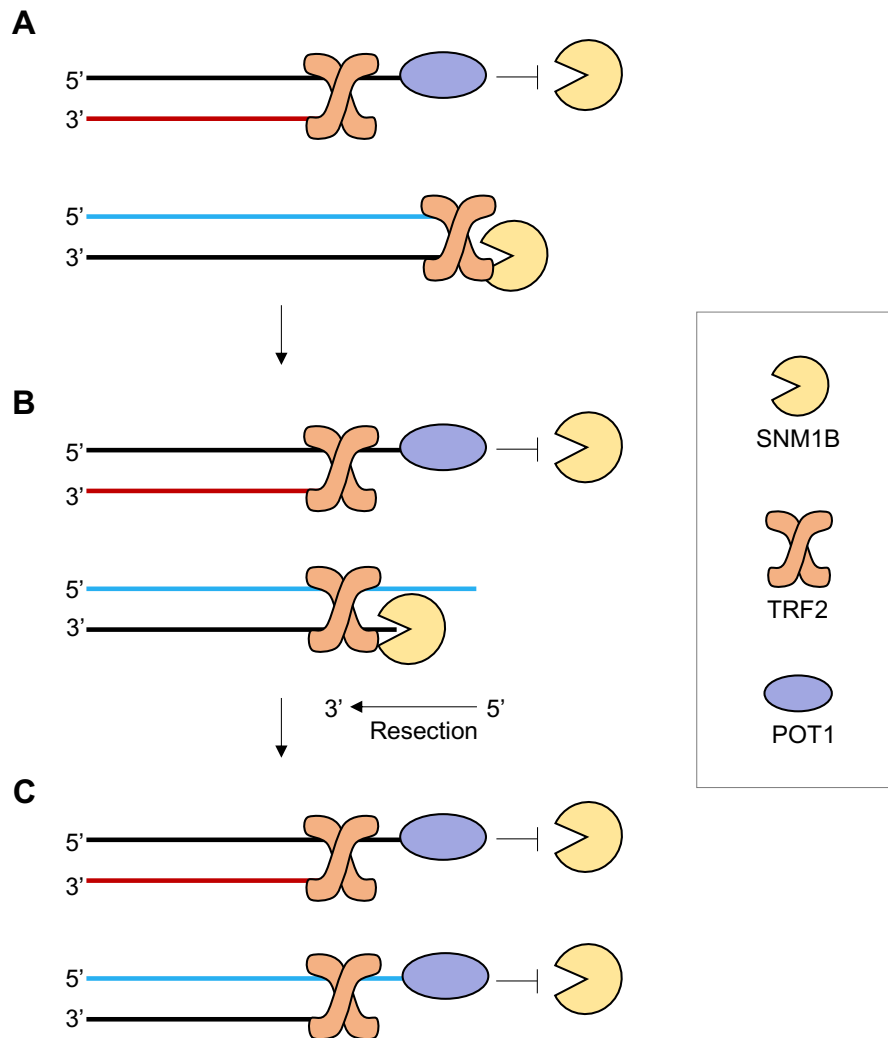 A
5’
3’
5’
3’
B
5’
3’
5’
3’
3’ 5’
Resection
C
5’
3’
5’
3’
SNM1B
TRF2
POT1